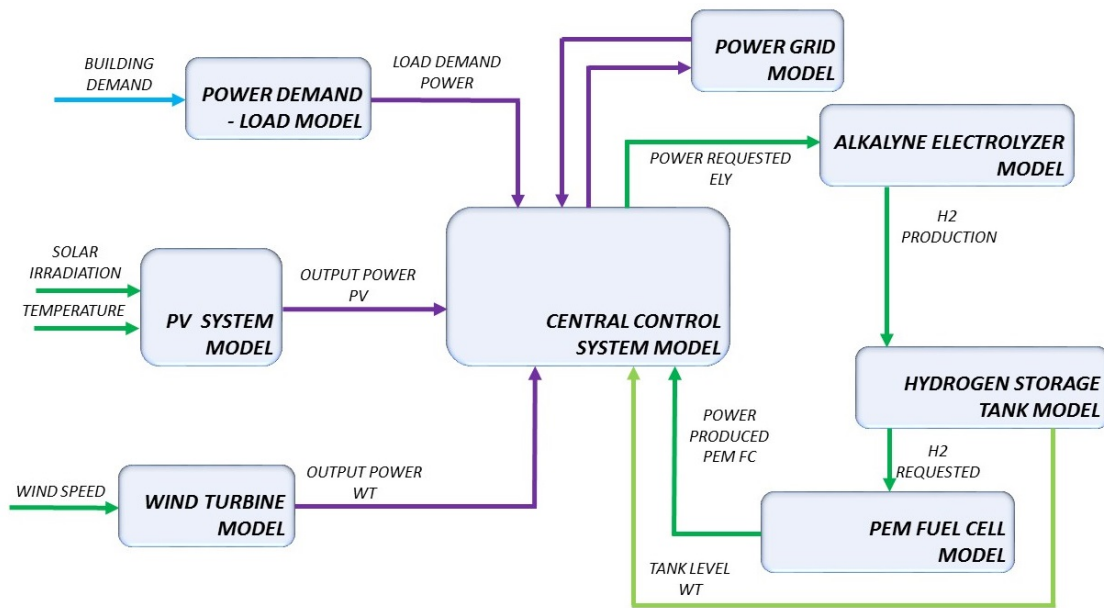 POWER GRID
MODEL
BUILDING
DEMAND
POWER DEMAND
- LOAD MODEL
LOAD DEMAND
POWER
POWER REQUESTED
ELY
ALKALYNE ELECTROLYZER
MODEL
H2
PRODUCTION
SOLAR
IRRADIATION
TEMPERATURE
PV SYSTEM
MODEL
OUTPUT POWER
PV
CENTRAL CONTROL
SYSTEM MODEL
HYDROGEN STORAGE
TANK MODEL
POWER
PRODUCED
PEM FC
H2
REQUESTED
WIND SPEED
WIND TURBINE
MODEL
OUTPUT POWER
WT
PEM FUEL CELL
MODEL
TANK LEVEL
WT